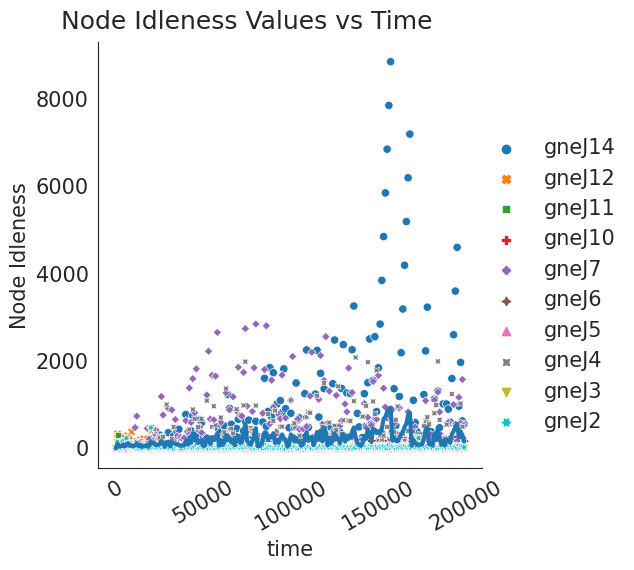 Node Idleness Values vs Time
8000
6000
4000
2000
0
Node Idleness
0
50000
100000
150000
200000
time
gneJ14
gneJ12
gneJ11
gneJ10
gneJ7
gneJ6
gneJ5
gneJ4
gneJ3
gneJ2